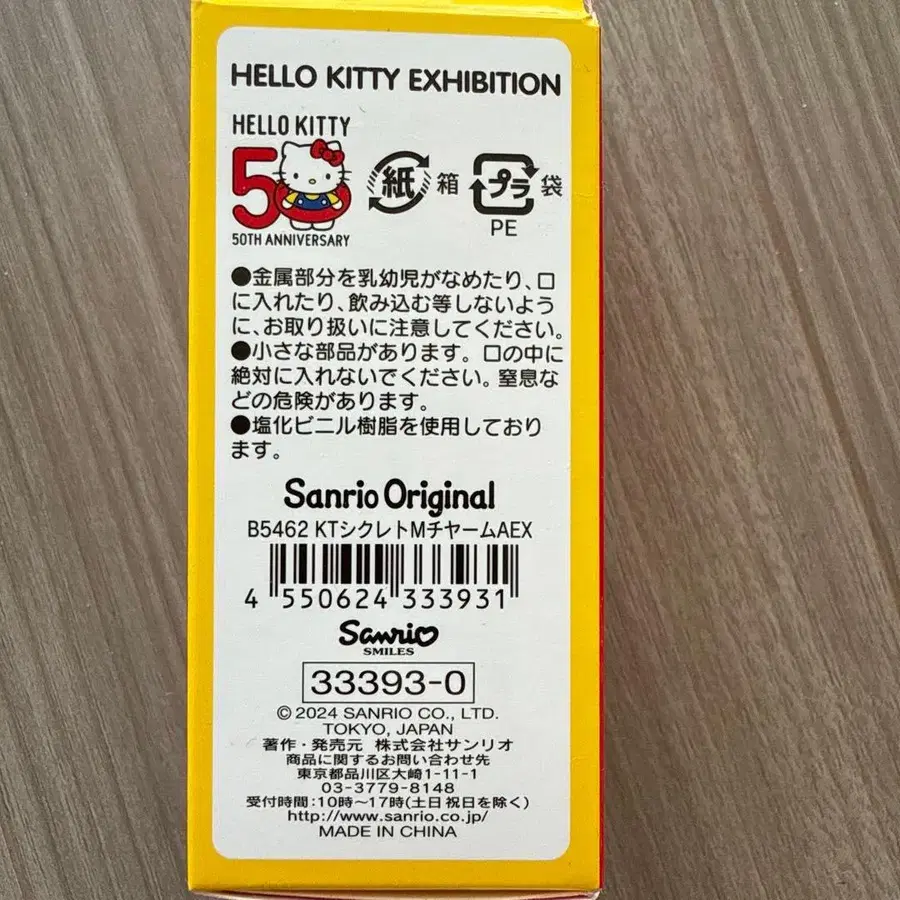 HELLO KITTY EXHIBITION
HELLO KITTY
50
50TH ANNIVERSARY
紙 箱
プラ 袋
PE
●金属部分を乳幼児がなめたり、口
に入れたり、飲み込む等しないよう
に、お取り扱いに注意してください。
●小さな部品があります。口の中に
絶対に入れないでください。窒息な
どの危険があります。
●塩化ビニル樹脂を使用しており
ます。
Sanrio Original
B5462 KTシクレトMチヤームAEX
4 550624 333931
Sanrio
SMILES
33393-0
© 2024 SANRIO CO., LTD.
TOKYO, JAPAN
著作・発売元 株式会社サンリオ
商品に関するお問い合わせ先
東京都品川区大崎1-11-1
03-3779-8148
受付時間:10時~17時(土日祝日を除く)
http://www.sanrio.co.jp/
MADE IN CHINA